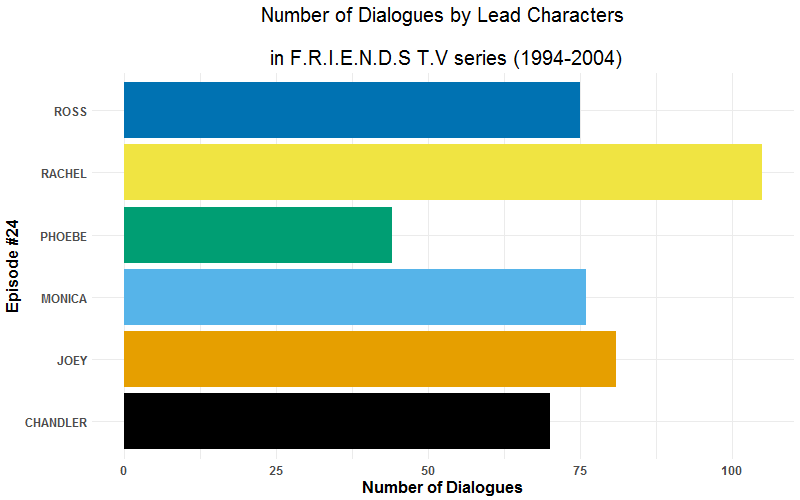 Number of Dialogues by Lead Characters
in F.R.I.E.N.D.S T.V series (1994-2004)
Episode #24
ROSS
RACHEL
PHOEBE
MONICA
JOEY
CHANDLER
0 25 50 75 100
Number of Dialogues